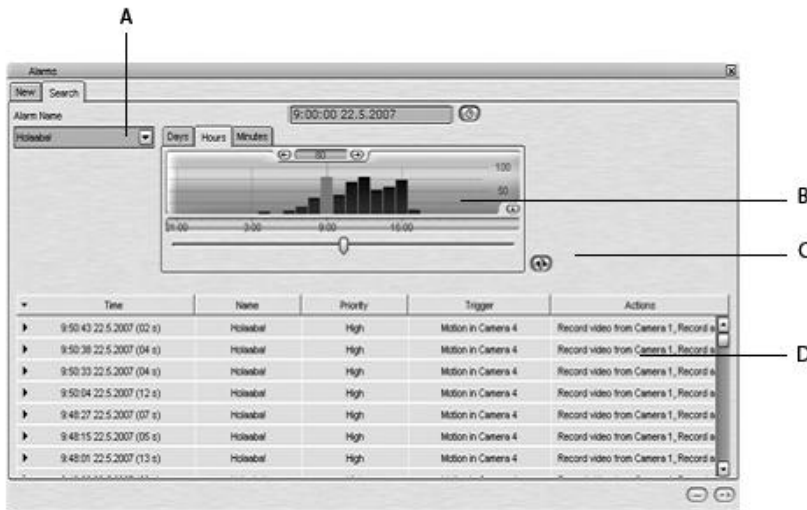 A
Alarms
New Search
Alarm Name
9:00:00 22.5.2007
Holaabal
Days Hours Minutes
80
100
50
B
3:00 9:00 15:00
C
Time Name Priority Trigger Actions
9:50:43 22.5.2007 (02 s) Holaabal High Motion in Camera 4 Record video from Camera 1, Record a
9:50:38 22.5.2007 (04 s) Holaabal High Motion in Camera 4 Record video from Camera 1, Record a
D
9:50:33 22.5.2007 (04 s) Holaabal High Motion in Camera 4 Record video from Camera 1, Record a
9:50:04 22.5.2007 (12 s) Holaabal High Motion in Camera 4 Record video from Camera 1, Record a
9:48:27 22.5.2007 (07 s) Holaabal High Motion in Camera 4 Record video from Camera 1, Record a
9:48:15 22.5.2007 (05 s) Holaabal High Motion in Camera 4 Record video from Camera 1, Record a
9:48:01 22.5.2007 (13 s) Holaabal High Motion in Camera 4 Record video from Camera 1, Record a